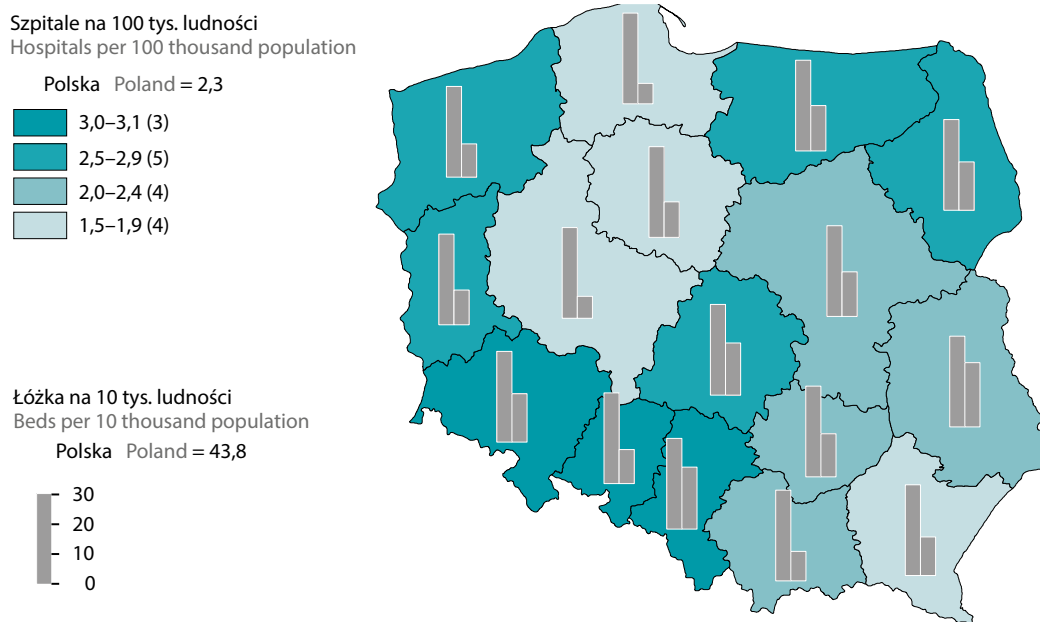 Szpitale na 100 tys. ludności
Hospitals per 100 thousand population
Polska Poland = 2,3
3,0–3,1 (3)
2,5–2,9 (5)
2,0–2,4 (4)
1,5–1,9 (4)
Łóżka na 10 tys. ludności
Beds per 10 thousand population
Polska Poland = 43,8
30
20
10
0